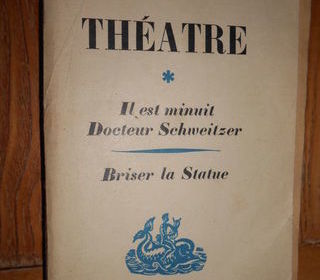 THÉATRE
*
Il est minuit
Docteur Schweitzer
Briser la Statue